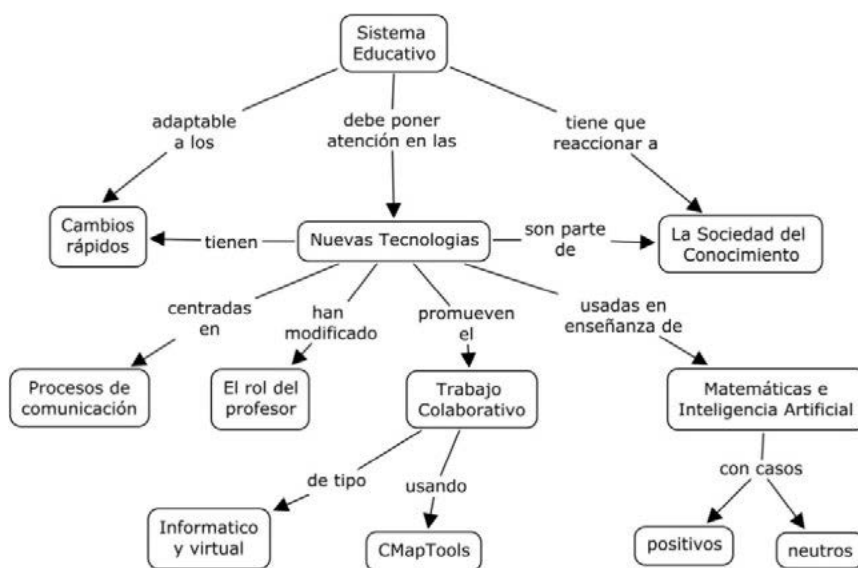 Sistema
Educativo
adaptable
a los
debe poner
atención en las
tiene que
reaccionar a
Cambios
rápidos
tienen
Nuevas Tecnologias
son parte
de
La Sociedad del
Conocimiento
centradas
en
han
modificado
promueven
el
usadas en
enseñanza de
Procesos de
comunicación
El rol del
profesor
Trabajo
Colaborativo
Matemáticas e
Inteligencia Artificial
de tipo
usando
con casos
Informatico
y virtual
CMapTools
positivos
neutros